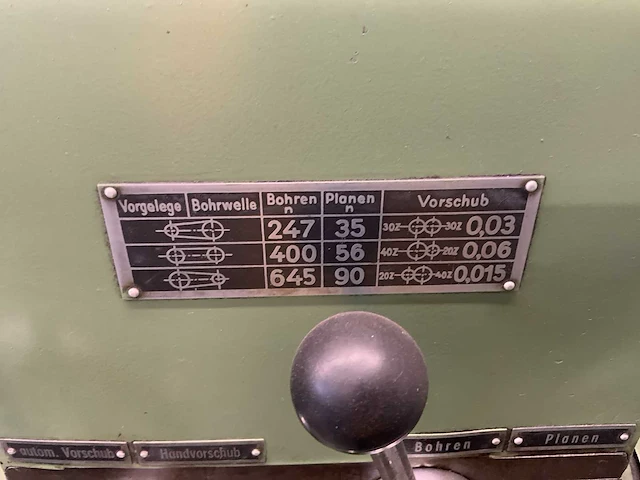 Vorgelege Bohrwelle Bohren n Planen n Vorschub
247 35 30Z 30Z 0,03
400 56 40Z 20Z 0,06
645 90 20Z 40Z 0,015
autom. Vorschub Handvorschub Bohren Planen